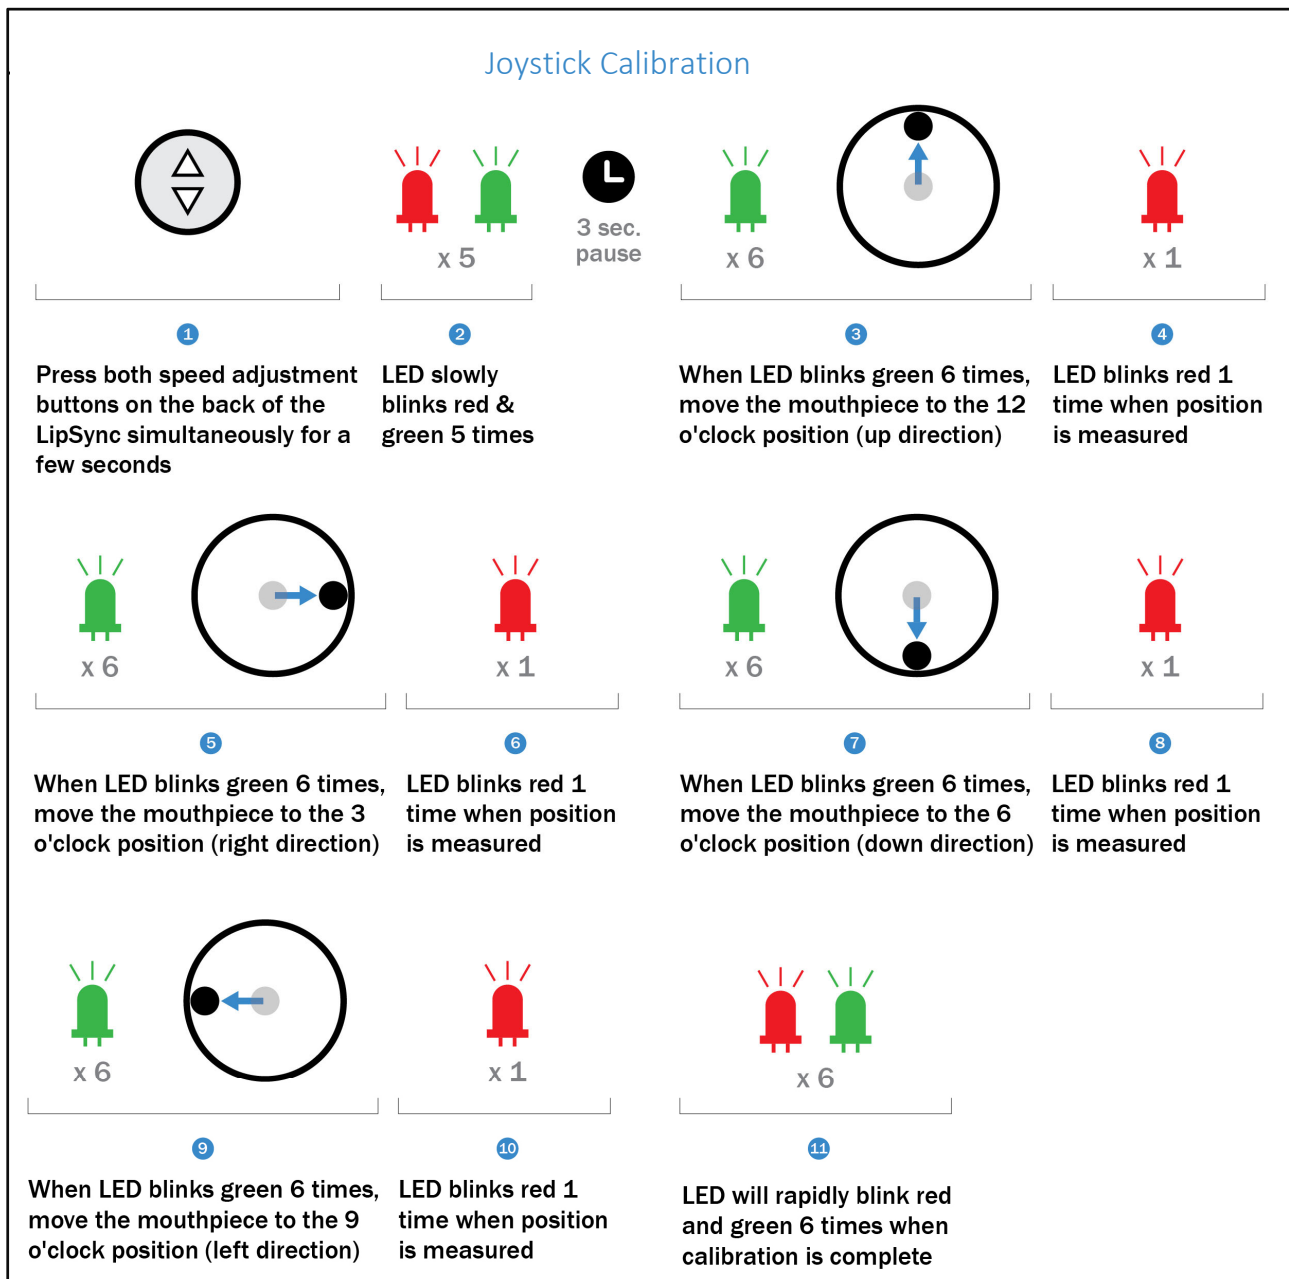 Joystick Calibration
x 5
3 sec.
pause
x 6
x 1
1
Press both speed adjustment
buttons on the back of the
LipSync simultaneously for a
few seconds
2
LED slowly
blinks red &
green 5 times
3
When LED blinks green 6 times,
move the mouthpiece to the 12
o'clock position (up direction)
4
LED blinks red 1
time when position
is measured
x 6
x 1
x 6
x 1
5
When LED blinks green 6 times,
move the mouthpiece to the 3
o'clock position (right direction)
6
LED blinks red 1
time when position
is measured
7
When LED blinks green 6 times,
move the mouthpiece to the 6
o'clock position (down direction)
8
LED blinks red 1
time when position
is measured
x 6
x 1
x 6
9
When LED blinks green 6 times,
move the mouthpiece to the 9
o'clock position (left direction)
10
LED blinks red 1
time when position
is measured
11
LED will rapidly blink red
and green 6 times when
calibration is complete